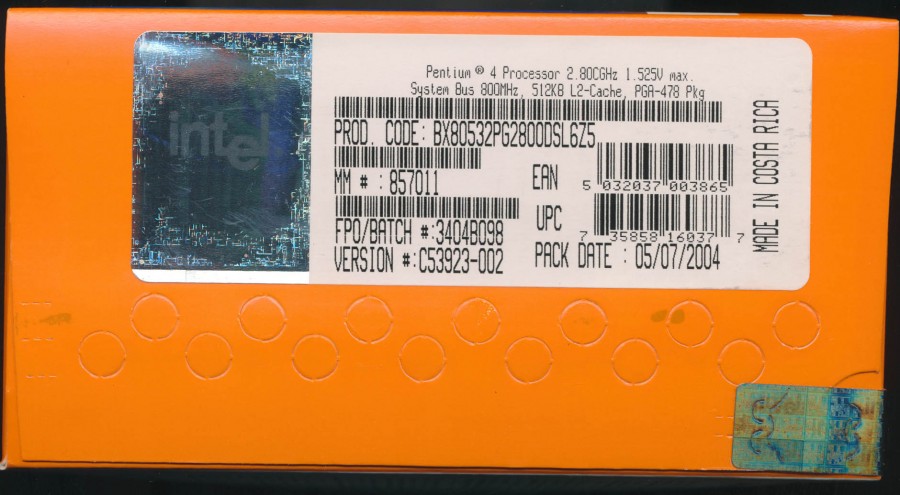 intel
Pentium ® 4 Processor 2.80CGHz 1.525V max.
System Bus 800MHz, 512KB L2-Cache, PGA-478 Pkg
PROD. CODE: BX80532PG2800DSL6Z5
MM # : 857011
EAN
5 032037 003865
UPC
7 35858 16037 7
FPO/BATCH #:3404B098
VERSION #:C53923-002
PACK DATE : 05/07/2004
MADE IN COSTA RICA